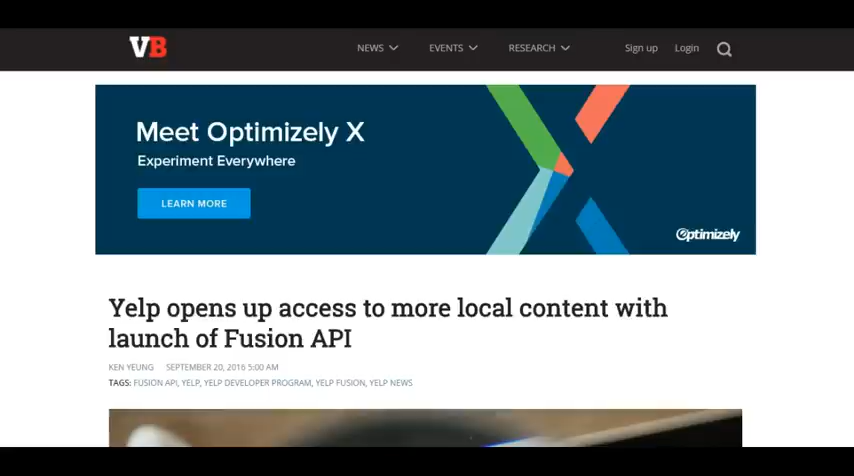 VB NEWS EVENTS RESEARCH Sign up Login
Meet Optimizely X
Experiment Everywhere
LEARN MORE
Optimizely
Yelp opens up access to more local content with
launch of Fusion API
KEN YEUNG SEPTEMBER 20, 2016 5:00 AM
TAGS: FUSION API, YELP, YELP DEVELOPER PROGRAM, YELP FUSION, YELP NEWS